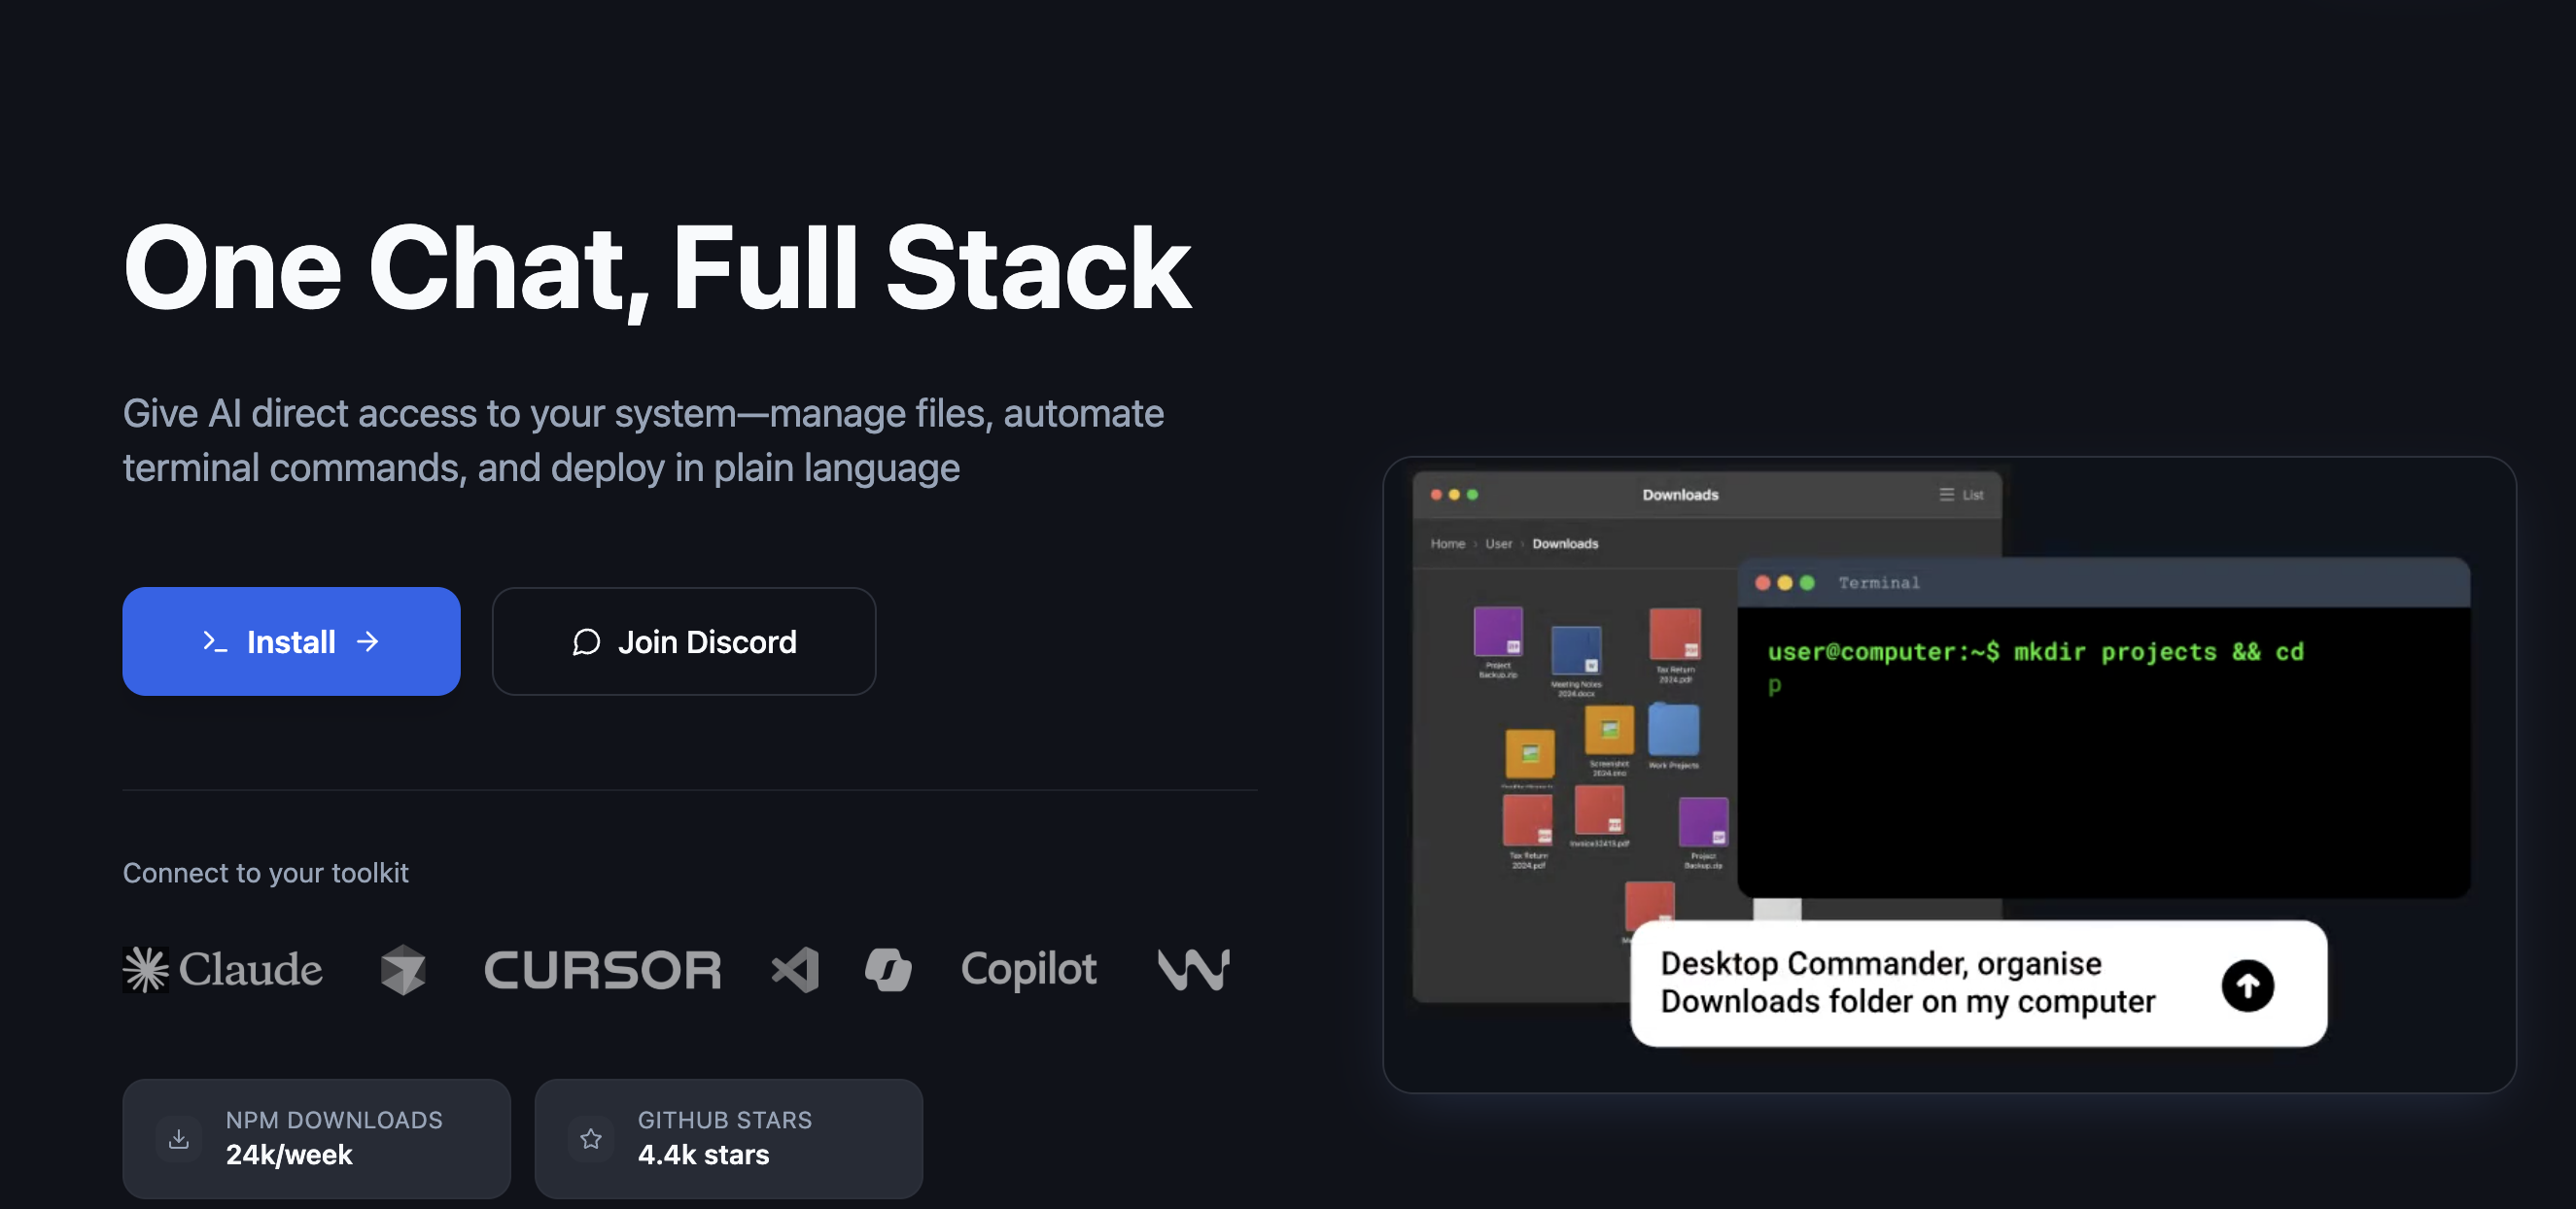 One Chat, Full Stack
Give AI direct access to your system—manage files, automate
terminal commands, and deploy in plain language
Install
Join Discord
Connect to your toolkit
Claude
CURSOR
Copilot
NPM DOWNLOADS
24k/week
GITHUB STARS
4.4k stars
Downloads
List
Home › User › Downloads
Project
Backup.zip
Meeting Notes
2024.docx
Tax Return
2024.pdf
Screenshot
Work Projects
Tax Return
2024.pdf
Project
Backup.zip
Terminal
user@computer:~$ mkdir projects && cd
p
Desktop Commander, organise
Downloads folder on my computer